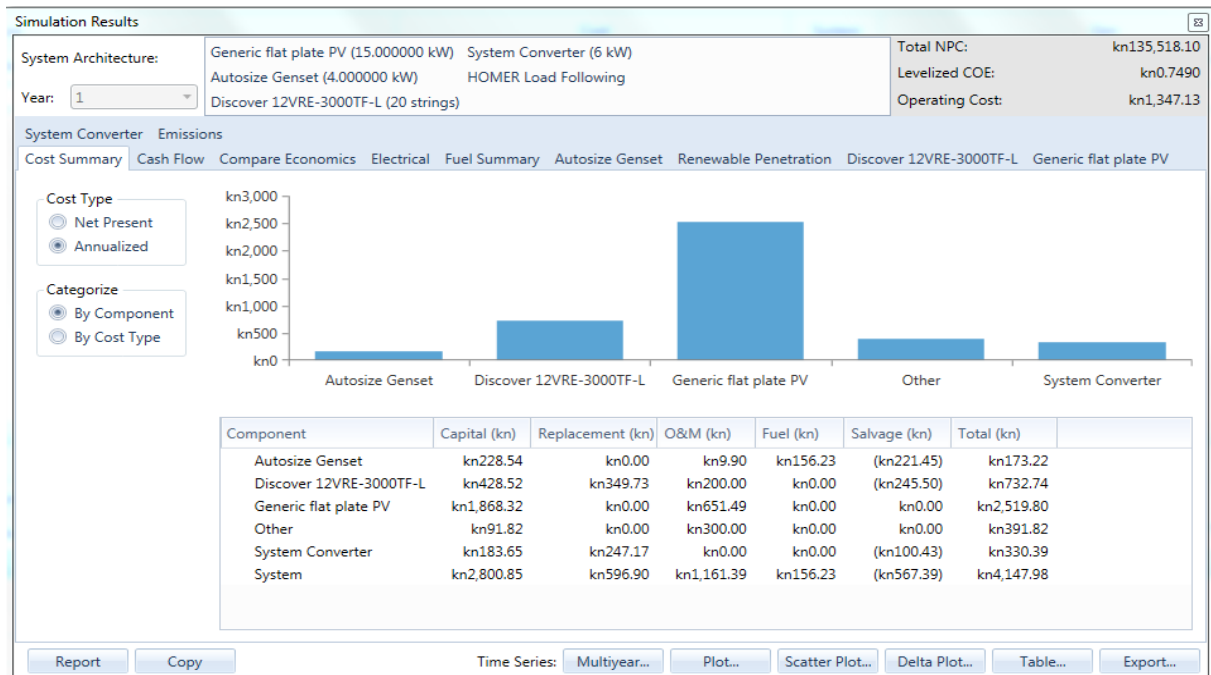 Simulation Results
System Architecture:
Generic flat plate PV (15.000000 kW) System Converter (6 kW)
Autosize Genset (4.000000 kW) HOMER Load Following
Discover 12VRE-3000TF-L (20 strings)
Year: 1
Total NPC: kn135,518.10
Levelized COE: kn0.7490
Operating Cost: kn1,347.13
System Converter Emissions
Cost Summary Cash Flow Compare Economics Electrical Fuel Summary Autosize Genset Renewable Penetration Discover 12VRE-3000TF-L Generic flat plate PV
Cost Type
Net Present
Annualized
Categorize
By Component
By Cost Type
kn3,000
kn2,500
kn2,000
kn1,500
kn1,000
kn500
kn0
Autosize Genset Discover 12VRE-3000TF-L Generic flat plate PV Other System Converter
Component Capital (kn) Replacement (kn) O&M (kn) Fuel (kn) Salvage (kn) Total (kn)
Autosize Genset kn228.54 kn0.00 kn9.90 kn156.23 (kn221.45) kn173.22
Discover 12VRE-3000TF-L kn428.52 kn349.73 kn200.00 kn0.00 (kn245.50) kn732.74
Generic flat plate PV kn1,868.32 kn0.00 kn651.49 kn0.00 kn0.00 kn2,519.80
Other kn91.82 kn0.00 kn300.00 kn0.00 kn0.00 kn391.82
System Converter kn183.65 kn247.17 kn0.00 kn0.00 (kn100.43) kn330.39
System kn2,800.85 kn596.90 kn1,161.39 kn156.23 (kn567.39) kn4,147.98
Report Copy Time Series: Multiyear... Plot... Scatter Plot... Delta Plot... Table... Export...